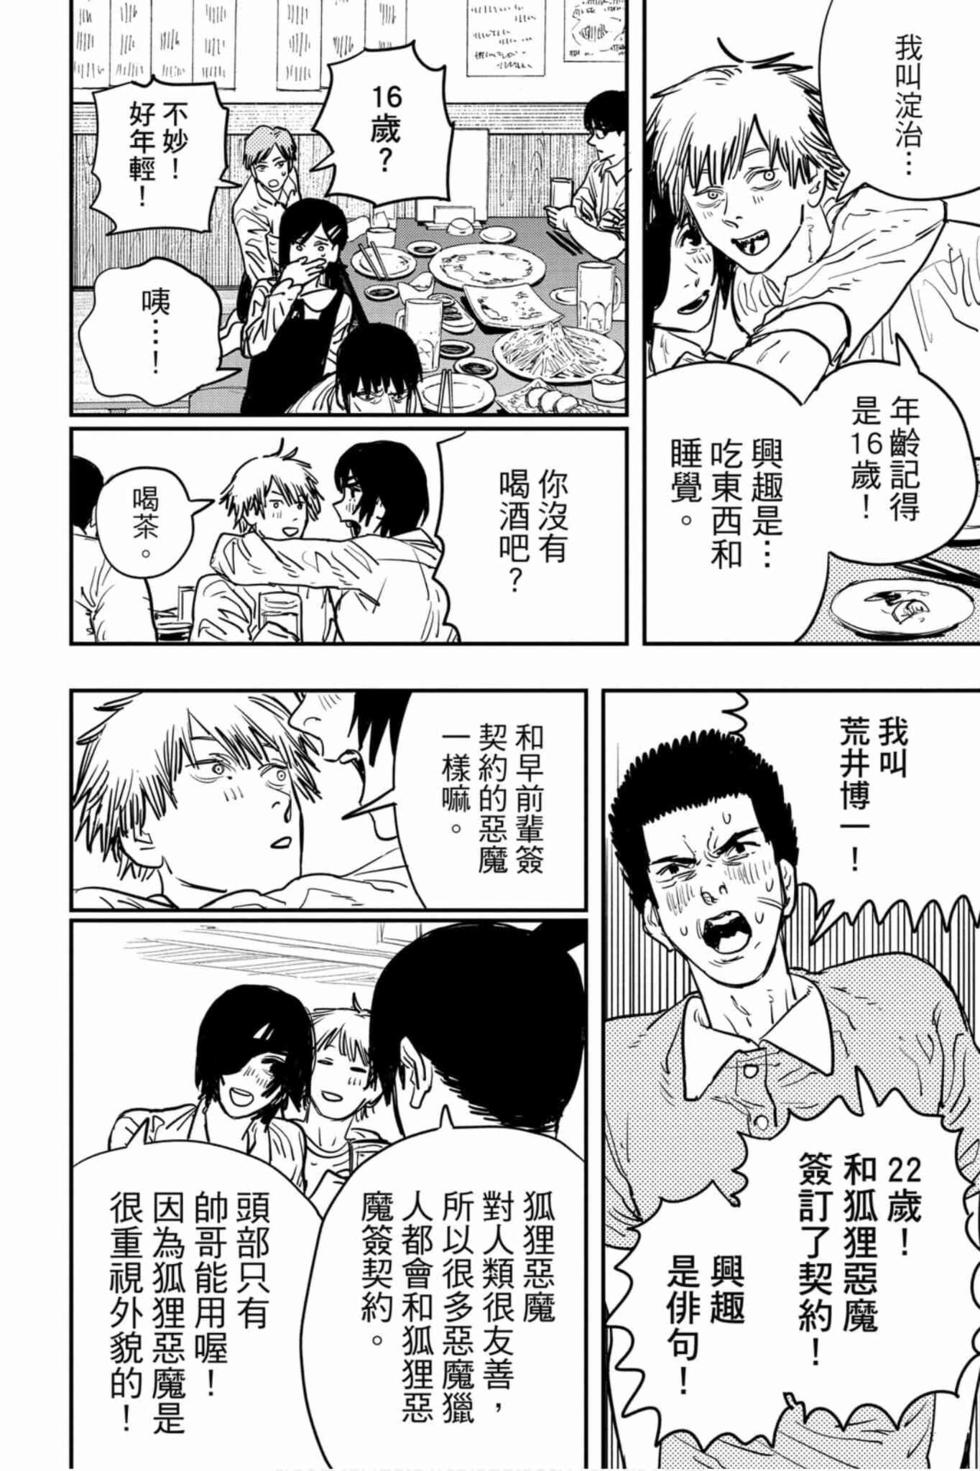 我叫淀治…
年齡記得
是16歲！
興趣是…
吃東西和
睡覺。
16
歲？
不妙！
好年輕！
咦…！
你沒有
喝酒吧？
喝茶。
我叫
荒井博一！
22歲！
和狐狸惡魔
簽訂了契約！
興趣
是俳句！
和早前輩簽
契約的惡魔
一樣嘛。
狐狸惡魔
對人類很友善，
所以很多惡魔獵
人都會和狐狸惡
魔簽契約。
頭部只有
帥哥能用喔！
因為狐狸惡魔是
很重視外貌的！